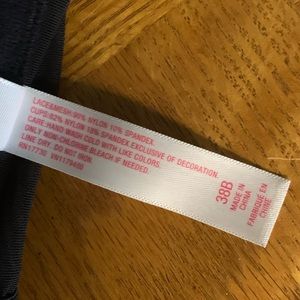 LACE&MESH:90% NYLON 10% SPANDEX.
CUPS:82% NYLON 18% SPANDEX EXCLUSIVE OF DECORATION.
CARE:HAND WASH COLD WITH LIKE COLORS.
ONLY NON-CHLORINE BLEACH IF NEEDED.
LINE DRY. DO NOT IRON.
RN17730 VN1179480
38B
MADE IN
CHINA
FABRIQUE EN
CHINE